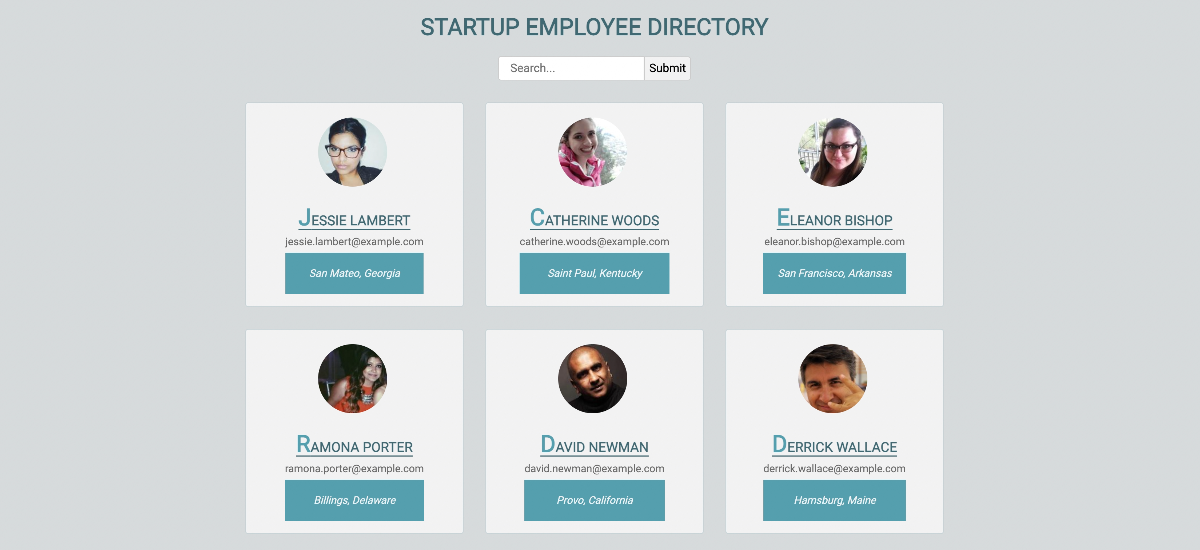 STARTUP EMPLOYEE DIRECTORY
Search... Submit
JESSIE LAMBERT
jessie.lambert@example.com
San Mateo, Georgia
CATHERINE WOODS
catherine.woods@example.com
Saint Paul, Kentucky
ELEANOR BISHOP
eleanor.bishop@example.com
San Francisco, Arkansas
RAMONA PORTER
ramona.porter@example.com
Billings, Delaware
DAVID NEWMAN
david.newman@example.com
Provo, California
DERRICK WALLACE
derrick.wallace@example.com
Harnsburg, Maine